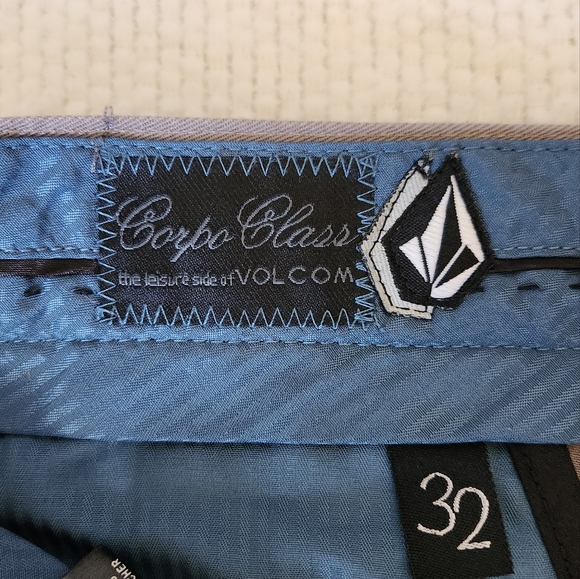 Corpo Class
the leisure side of VOLCOM
32